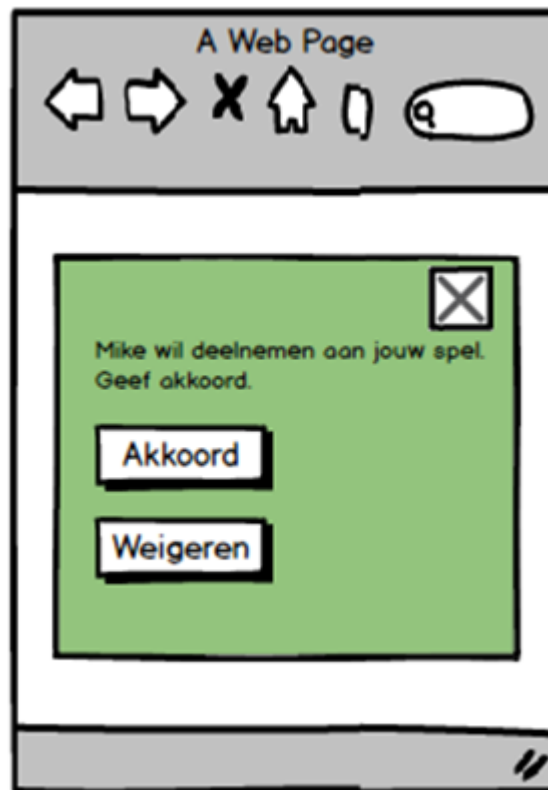 A Web Page
Mike wil deelnemen aan jouw spel.
Geef akkoord.
Akkoord
Weigeren